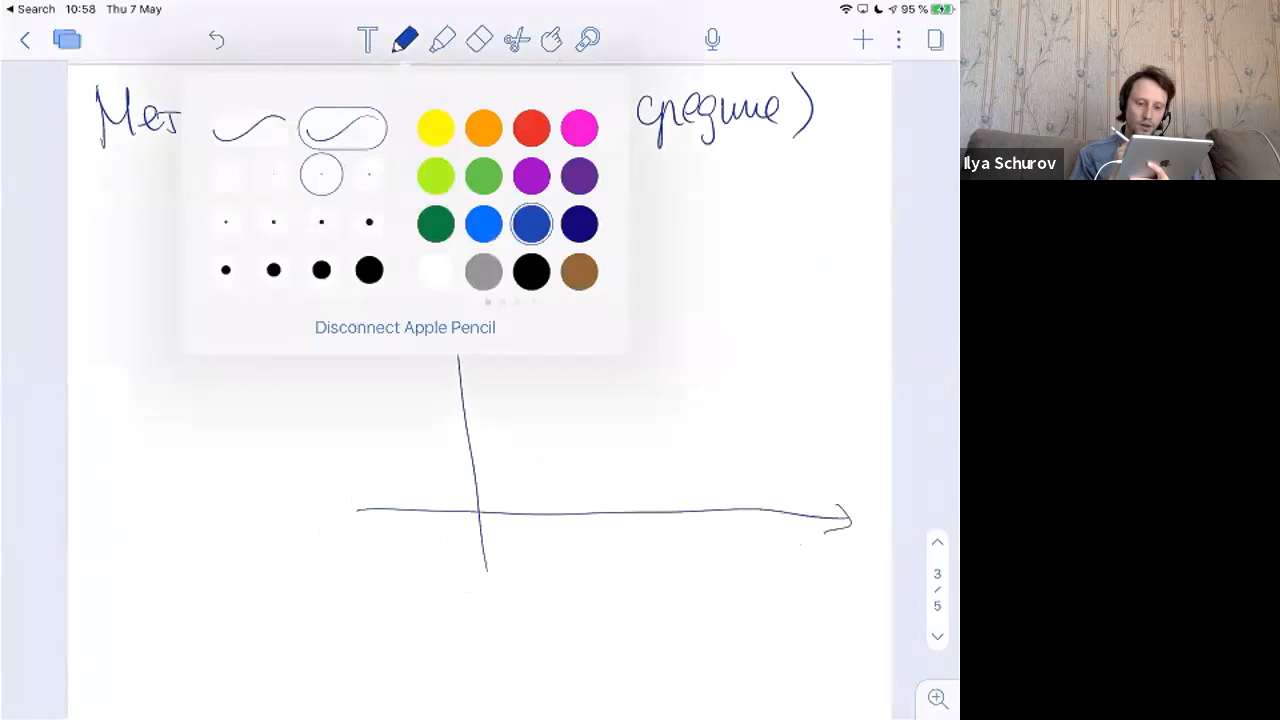 Search 10:58 Thu 7 May 95 %
T
Мет средние)
Disconnect Apple Pencil
Ilya Schurov
3
/
5